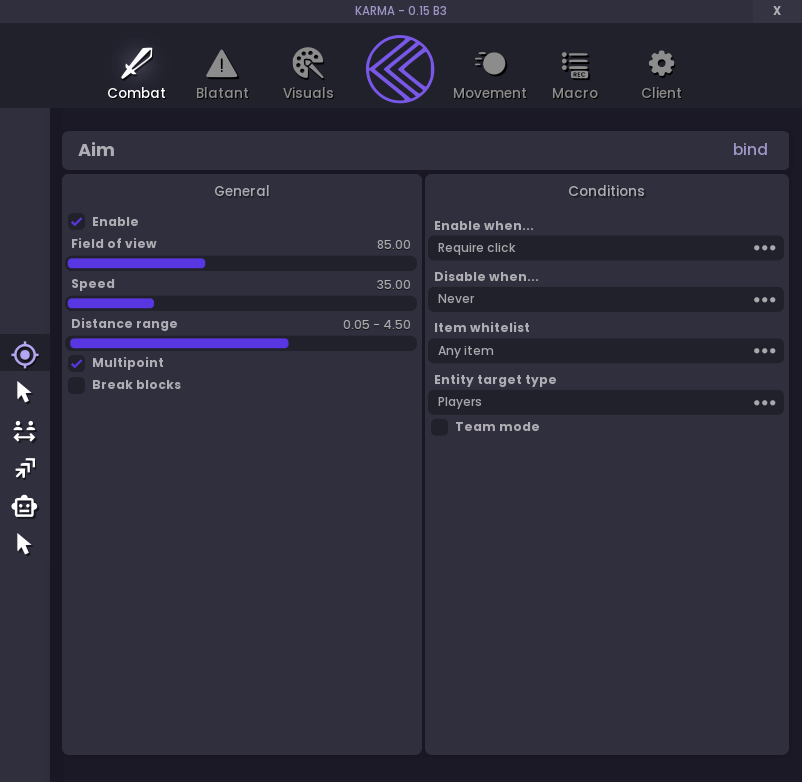 KARMA - 0.15 B3
X
Combat
Blatant
Visuals
Movement
REC
Macro
Client
Aim
bind
General
Enable
Field of view 85.00
Speed 35.00
Distance range 0.05 - 4.50
Multipoint
Break blocks
Conditions
Enable when...
Require click
Disable when...
Never
Item whitelist
Any item
Entity target type
Players
Team mode